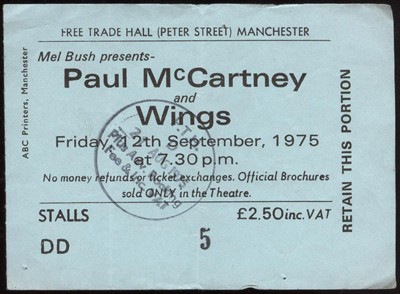 FREE TRADE HALL (PETER STREET) MANCHESTER
Mel Bush presents-
Paul McCartney
and
Wings
Friday, 12th September, 1975
at 7.30 p.m.
No money refunds or ticket exchanges. Official Brochures
sold ONLY in the Theatre.
STALLS
£2.50 inc. VAT
DD
5
ABC Printers, Manchester
RETAIN THIS PORTION